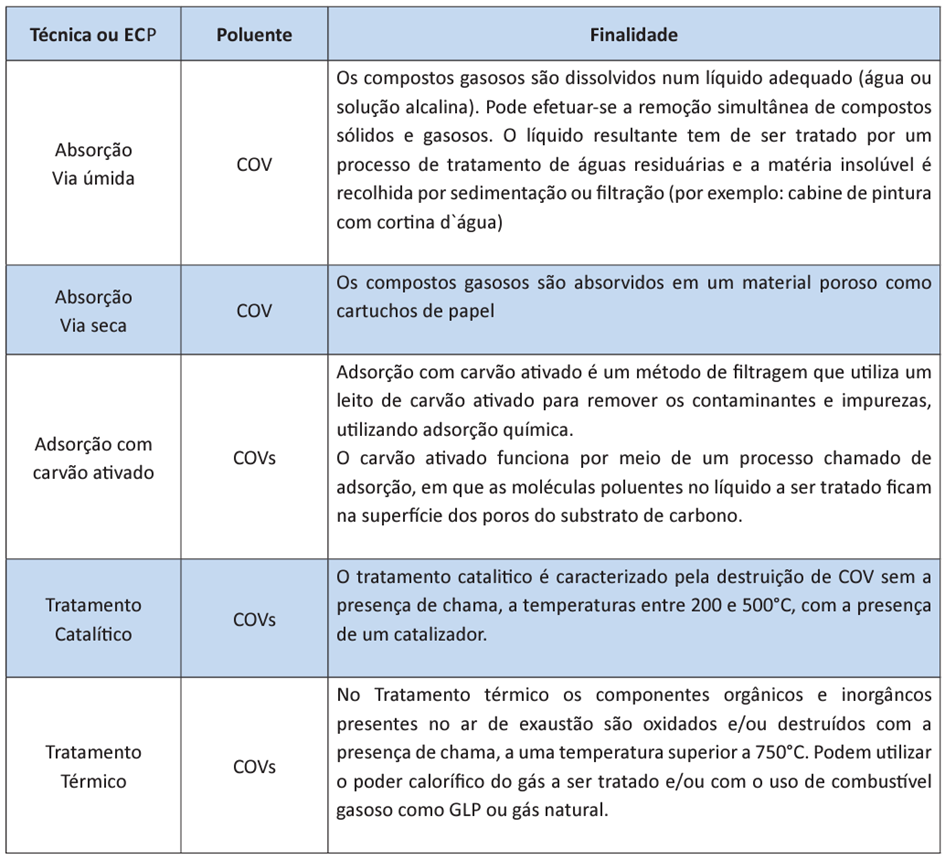 Técnica ou ECP
Poluente
Finalidade
Absorção
Via úmida
COV
Os compostos gasosos são dissolvidos num líquido adequado (água ou
solução alcalina). Pode efetuar-se a remoção simultânea de compostos
sólidos e gasosos. O líquido resultante tem de ser tratado por um
processo de tratamento de águas residuárias e a matéria insolúvel é
recolhida por sedimentação ou filtração (por exemplo: cabine de pintura
com cortina d`água)
Absorção
Via seca
COV
Os compostos gasosos são absorvidos em um material poroso como
cartuchos de papel
Adsorção com
carvão ativado
COVs
Adsorção com carvão ativado é um método de filtragem que utiliza um
leito de carvão ativado para remover os contaminantes e impurezas,
utilizando adsorção química.
O carvão ativado funciona por meio de um processo chamado de
adsorção, em que as moléculas poluentes no líquido a ser tratado ficam
na superfície dos poros do substrato de carbono.
Tratamento
Catalítico
COVs
O tratamento catalitico é caracterizado pela destruição de COV sem a
presença de chama, a temperaturas entre 200 e 500°C, com a presença
de um catalizador.
Tratamento
Térmico
COVs
No Tratamento térmico os componentes orgânicos e inorgâncos
presentes no ar de exaustão são oxidados e/ou destruídos com a
presença de chama, a uma temperatura superior a 750°C. Podem utilizar
o poder calorífico do gás a ser tratado e/ou com o uso de combustível
gasoso como GLP ou gás natural.